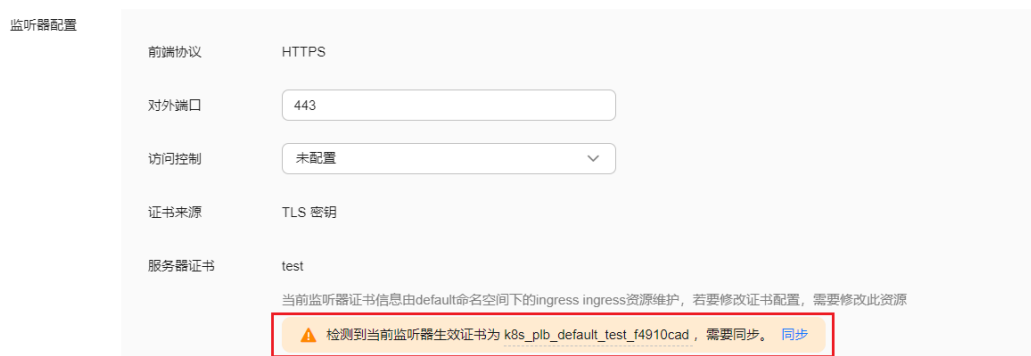 监听器配置
前端协议 HTTPS
对外端口 443
访问控制 未配置
证书来源 TLS 密钥
服务器证书 test
当前监听器证书信息由default命名空间下的ingress ingress资源维护，若要修改证书配置，需要修改此资源
检测到当前监听器生效证书为 k8s_plb_default_test_f4910cad ，需要同步。 同步